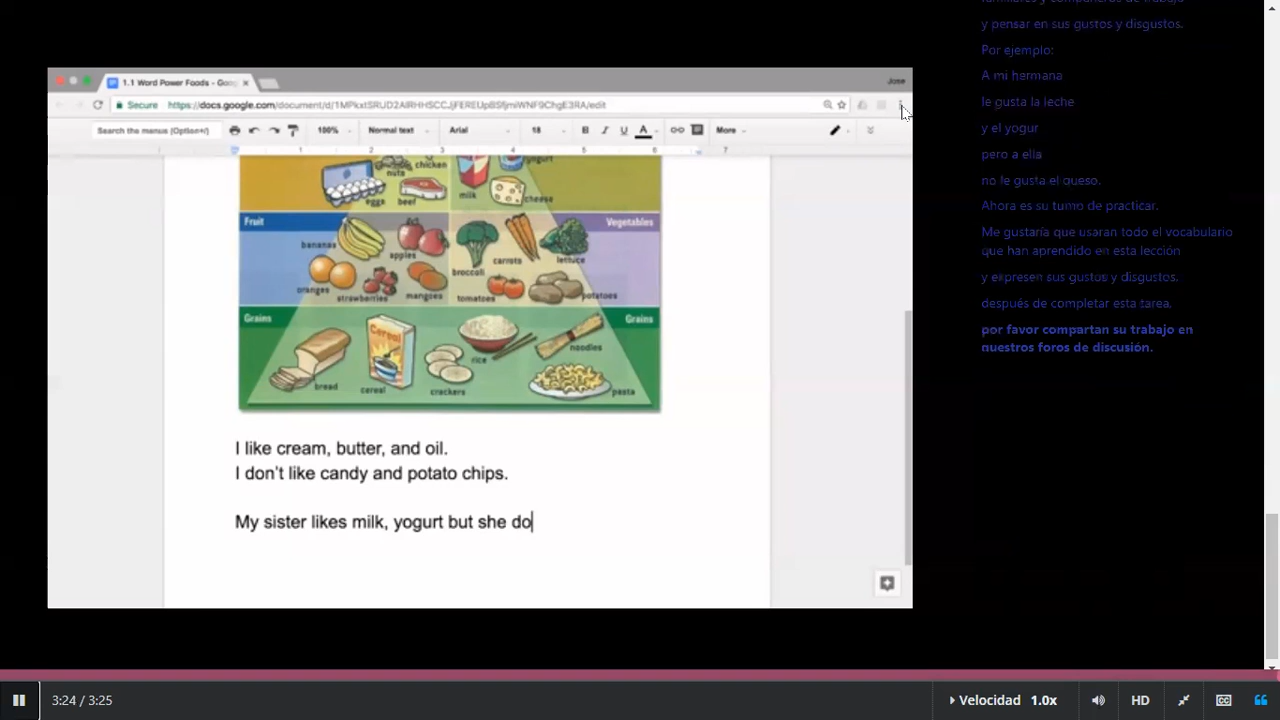 y pensar en sus gustos y disgustos.
Por ejemplo:
A mi hermana
le gusta la leche
y el yogur
pero a ella
no le gusta el queso.
Ahora es su turno de practicar.
Me gustaría que usaran todo el vocabulario
que han aprendido en esta lección
y expresen sus gustos y disgustos.
después de completar esta tarea.
por favor compartan su trabajo en
nuestros foros de discusión.
1.1 Word Power Foods - Goo
Jose
Secure
Search the menus (Option+/)
100%
Normal text
Arial
18
B I U A
More
1 2 3 4 5 6 7
chicken
nuts
yogurt
eggs
beef
milk
cheese
Fruit
Vegetables
bananas
apples
broccoli
carrots
lettuce
oranges
strawberries
mangoes
tomatoes
potatoes
Grains
Grains
bread
cereal
Cereal
crackers
rice
noodles
pasta
I like cream, butter, and oil.
I don't like candy and potato chips.
My sister likes milk, yogurt but she do
3:24 / 3:25
Velocidad 1.0x
HD